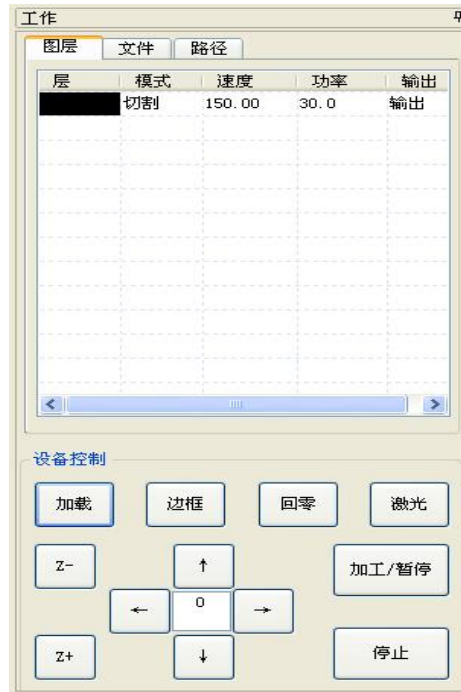 工作
图层 文件 路径
层 模式 速度 功率 输出
切割 150.00 30.0 输出
设备控制
加载 边框 回零 激光
Z- ↑ 加工/暂停
← 0 →
Z+ ↓ 停止